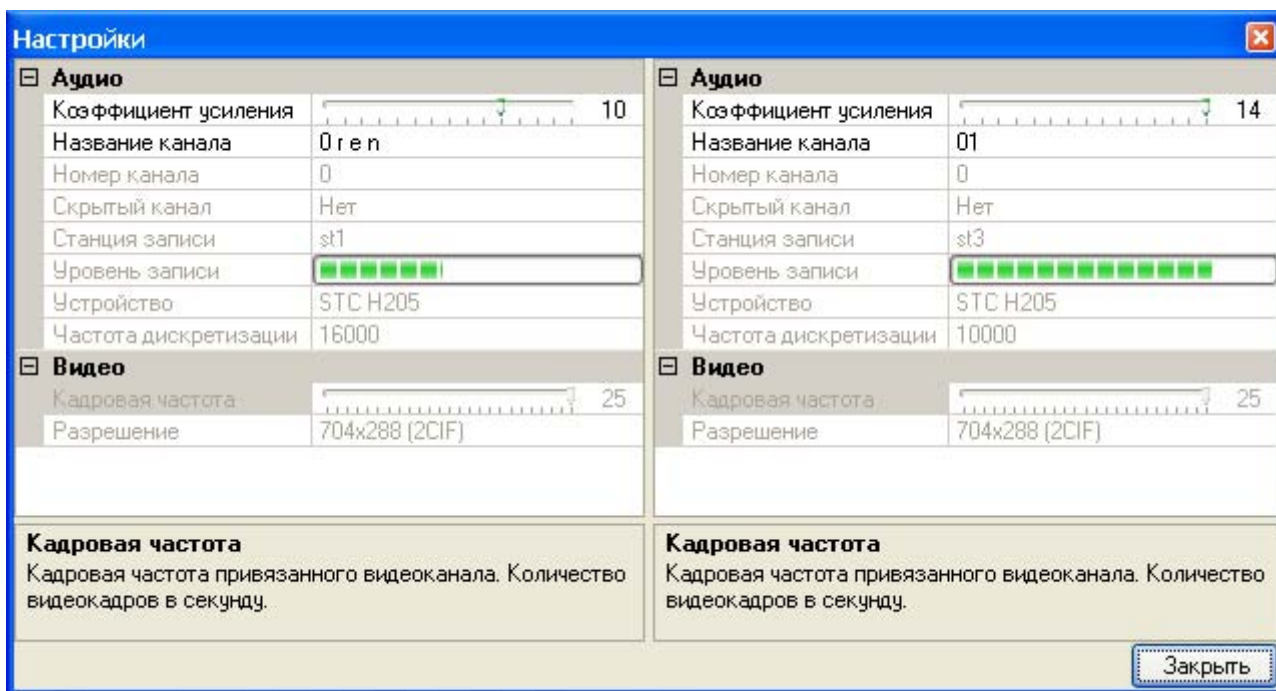 Настройки
Аудио
Коэффициент усиления 10
Название канала O r e n
Номер канала 0
Скрытый канал Нет
Станция записи st1
Уровень записи
Устройство STC H205
Частота дискретизации 16000
Видео
Кадровая частота 25
Разрешение 704x288 (2CIF)
Кадровая частота
Кадровая частота привязанного видеоканала. Количество
видеокадров в секунду.
Аудио
Коэффициент усиления 14
Название канала 01
Номер канала 0
Скрытый канал Нет
Станция записи st3
Уровень записи
Устройство STC H205
Частота дискретизации 10000
Видео
Кадровая частота 25
Разрешение 704x288 (2CIF)
Кадровая частота
Кадровая частота привязанного видеоканала. Количество
видеокадров в секунду.
Закрыть